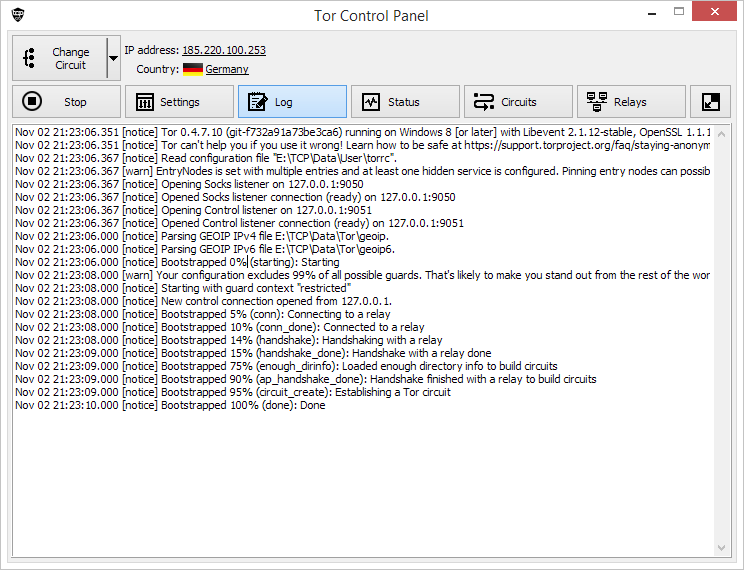 Tor Control Panel
Change Circuit
IP address: 185.220.100.253
Country: Germany
Stop Settings Log Status Circuits Relays
Nov 02 21:23:06.351 [notice] Tor 0.4.7.10 (git-f732a91a73be3ca6) running on Windows 8 [or later] with Libevent 2.1.12-stable, OpenSSL 1.1.1
Nov 02 21:23:06.351 [notice] Tor can't help you if you use it wrong! Learn how to be safe at https://support.torproject.org/faq/staying-anonym
Nov 02 21:23:06.367 [notice] Read configuration file "E:\TCP\Data\User\torrc".
Nov 02 21:23:06.367 [warn] EntryNodes is set with multiple entries and at least one hidden service is configured. Pinning entry nodes can possib
Nov 02 21:23:06.367 [notice] Opening Socks listener on 127.0.0.1:9050
Nov 02 21:23:06.367 [notice] Opened Socks listener connection (ready) on 127.0.0.1:9050
Nov 02 21:23:06.367 [notice] Opening Control listener on 127.0.0.1:9051
Nov 02 21:23:06.367 [notice] Opened Control listener connection (ready) on 127.0.0.1:9051
Nov 02 21:23:06.000 [notice] Parsing GEOIP IPv4 file E:\TCP\Data\Tor\geoip.
Nov 02 21:23:06.000 [notice] Parsing GEOIP IPv6 file E:\TCP\Data\Tor\geoip6.
Nov 02 21:23:06.000 [notice] Bootstrapped 0% (starting): Starting
Nov 02 21:23:08.000 [warn] Your configuration excludes 99% of all possible guards. That's likely to make you stand out from the rest of the wor
Nov 02 21:23:08.000 [notice] Starting with guard context "restricted"
Nov 02 21:23:08.000 [notice] New control connection opened from 127.0.0.1.
Nov 02 21:23:08.000 [notice] Bootstrapped 5% (conn): Connecting to a relay
Nov 02 21:23:08.000 [notice] Bootstrapped 10% (conn_done): Connected to a relay
Nov 02 21:23:08.000 [notice] Bootstrapped 14% (handshake): Handshaking with a relay
Nov 02 21:23:09.000 [notice] Bootstrapped 15% (handshake_done): Handshake with a relay done
Nov 02 21:23:09.000 [notice] Bootstrapped 75% (enough_dirinfo): Loaded enough directory info to build circuits
Nov 02 21:23:09.000 [notice] Bootstrapped 90% (ap_handshake_done): Handshake finished with a relay to build circuits
Nov 02 21:23:09.000 [notice] Bootstrapped 95% (circuit_create): Establishing a Tor circuit
Nov 02 21:23:10.000 [notice] Bootstrapped 100% (done): Done